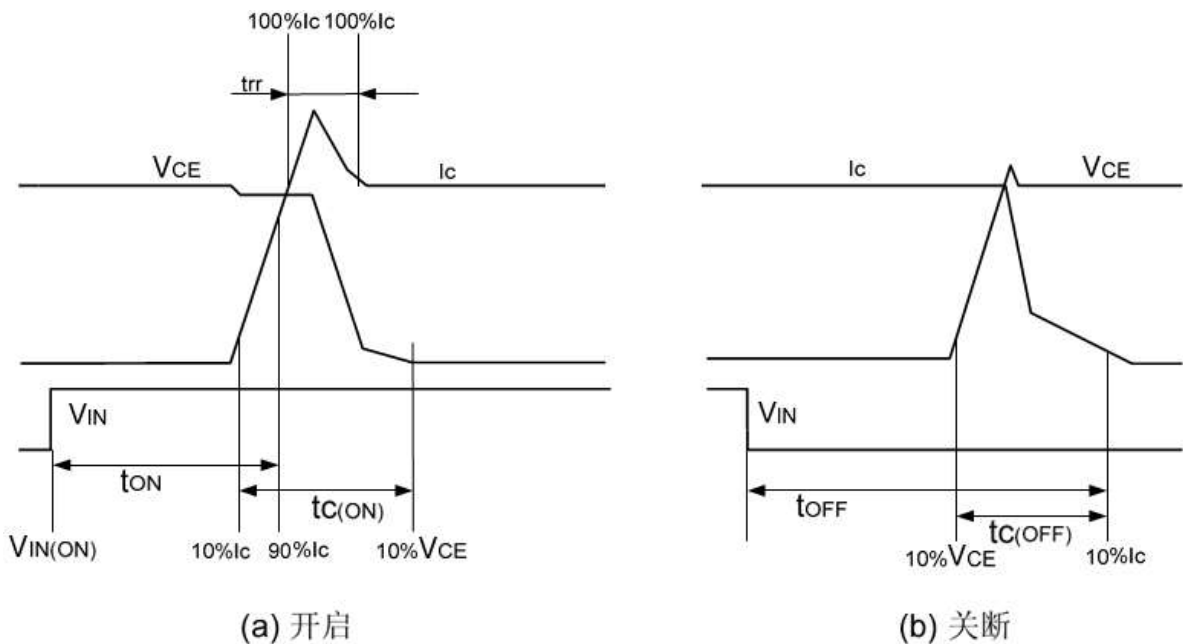 100%Ic 100%Ic
trr
VCE Ic
VIN
tON
tC(ON)
VIN(ON) 10%Ic 90%Ic 10%VCE
(a) 开启
Ic VCE
VIN
tOFF
tC(OFF)
10%VCE 10%Ic
(b) 关断